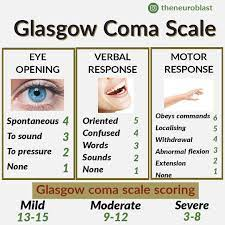 theneuroblast
Glasgow Coma Scale
EYE
OPENING
Spontaneous 4
To sound 3
To pressure 2
None 1
VERBAL
RESPONSE
Oriented 5
Confused 4
Words 3
Sounds 2
None 1
MOTOR
RESPONSE
Obeys commands 6
Localising 5
Withdrawal 4
Abnormal flexion 3
Extension 2
None 1
Glasgow coma scale scoring
Mild Moderate Severe
13-15 9-12 3-8